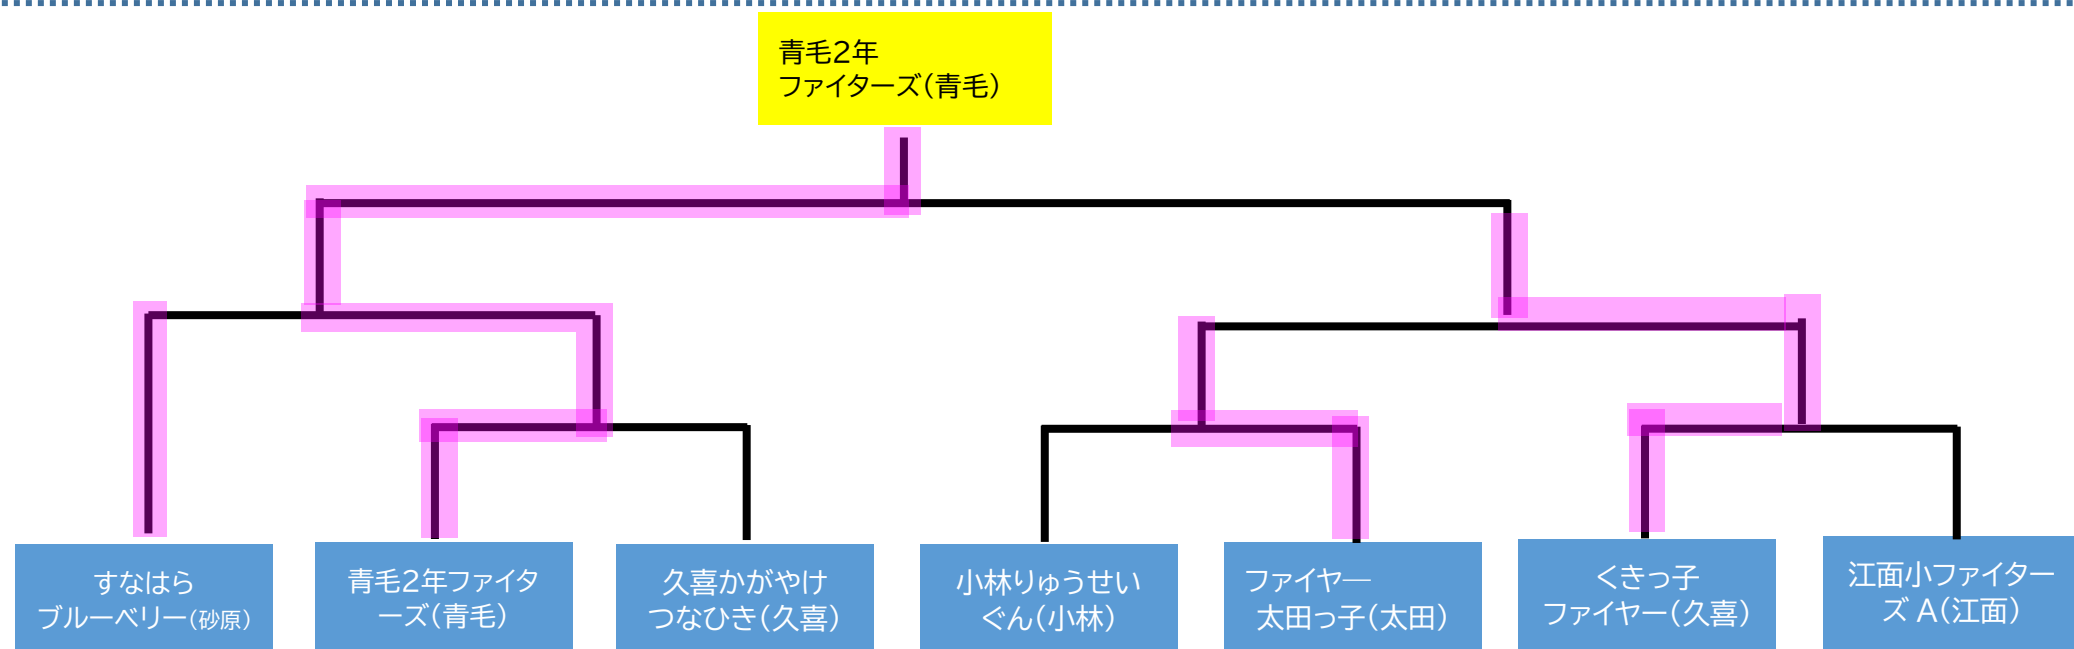 青毛2年
ファイターズ(青毛)
すなはら
ブルーベリー(砂原)
青毛2年ファイタ
ーズ(青毛)
久喜かがやけ
つなひき(久喜)
小林りゅうせい
ぐん(小林)
ファイヤ―
太田っ子(太田)
くきっ子
ファイヤー(久喜)
江面小ファイター
ズ A(江面)